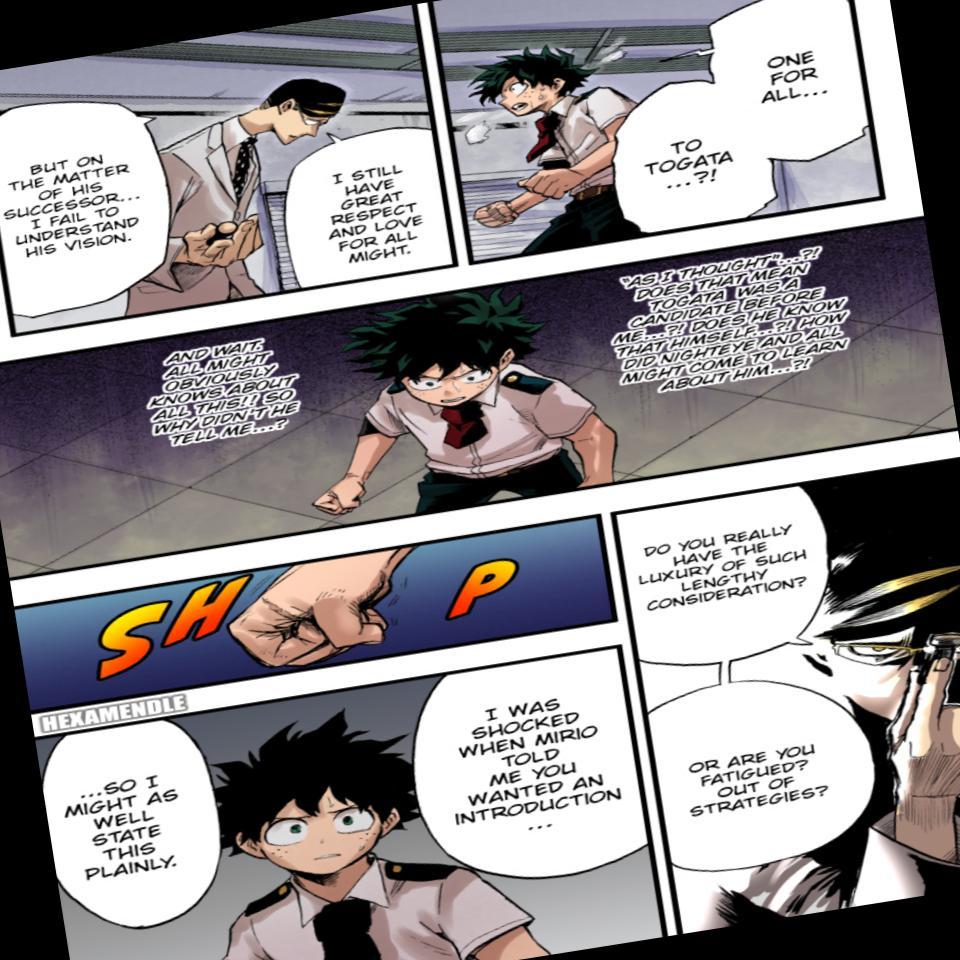 ONE
FOR
ALL...
TO
TOGATA
...?!
I STILL
HAVE
GREAT
RESPECT
AND LOVE
FOR ALL
MIGHT.
BUT ON
THE MATTER
OF HIS
SUCCESSOR...
I FAIL TO
UNDERSTAND
HIS VISION.
"AS I THOUGHT"...?!
DOES THAT MEAN
TOGATA WAS A
CANDIDATE BEFORE
ME...?! DOES HE KNOW
THAT HIMSELF...?! HOW
DID NIGHTEYE AND ALL
MIGHT COME TO LEARN
ABOUT HIM...?!
AND WAIT.
ALL MIGHT
OBVIOUSLY
KNOWS ABOUT
ALL THIS!! SO
WHY DIDN'T HE
TELL ME...?
DO YOU REALLY
HAVE THE
LUXURY OF SUCH
LENGTHY
CONSIDERATION?
OR ARE YOU
FATIGUED?
OUT OF
STRATEGIES?
SH P
HEXAMENDLE
I WAS
SHOCKED
WHEN MIRIO
TOLD
ME YOU
WANTED AN
INTRODUCTION
...
...SO I
MIGHT AS
WELL
STATE
THIS
PLAINLY.